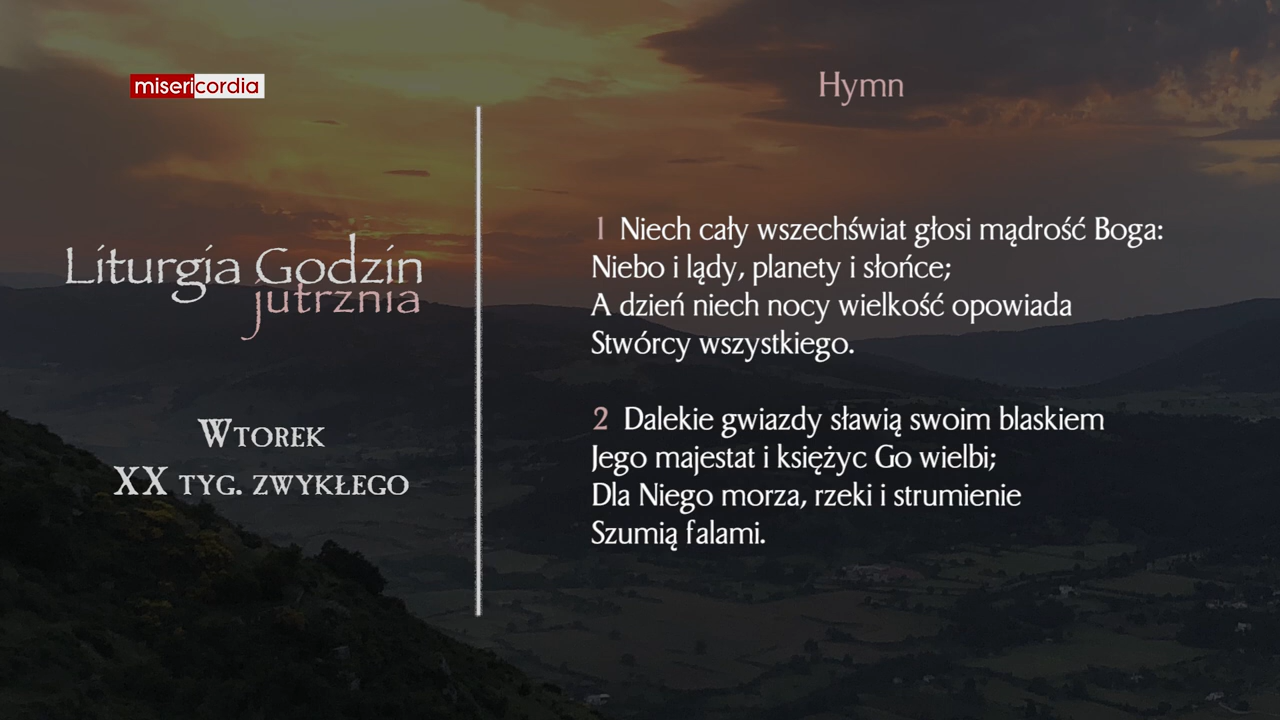 misericordia
Liturgia Godzin
jutrznia
Wtorek
XX tyg. zwykłego
Hymn
1 Niech cały wszechświat głosi mądrość Boga:
Niebo i lądy, planety i słońce;
A dzień niech nocy wielkość opowiada
Stwórcy wszystkiego.
2 Dalekie gwiazdy sławią swoim blaskiem
Jego majestat i księżyc Go wielbi;
Dla Niego morza, rzeki i strumienie
Szumią falami.